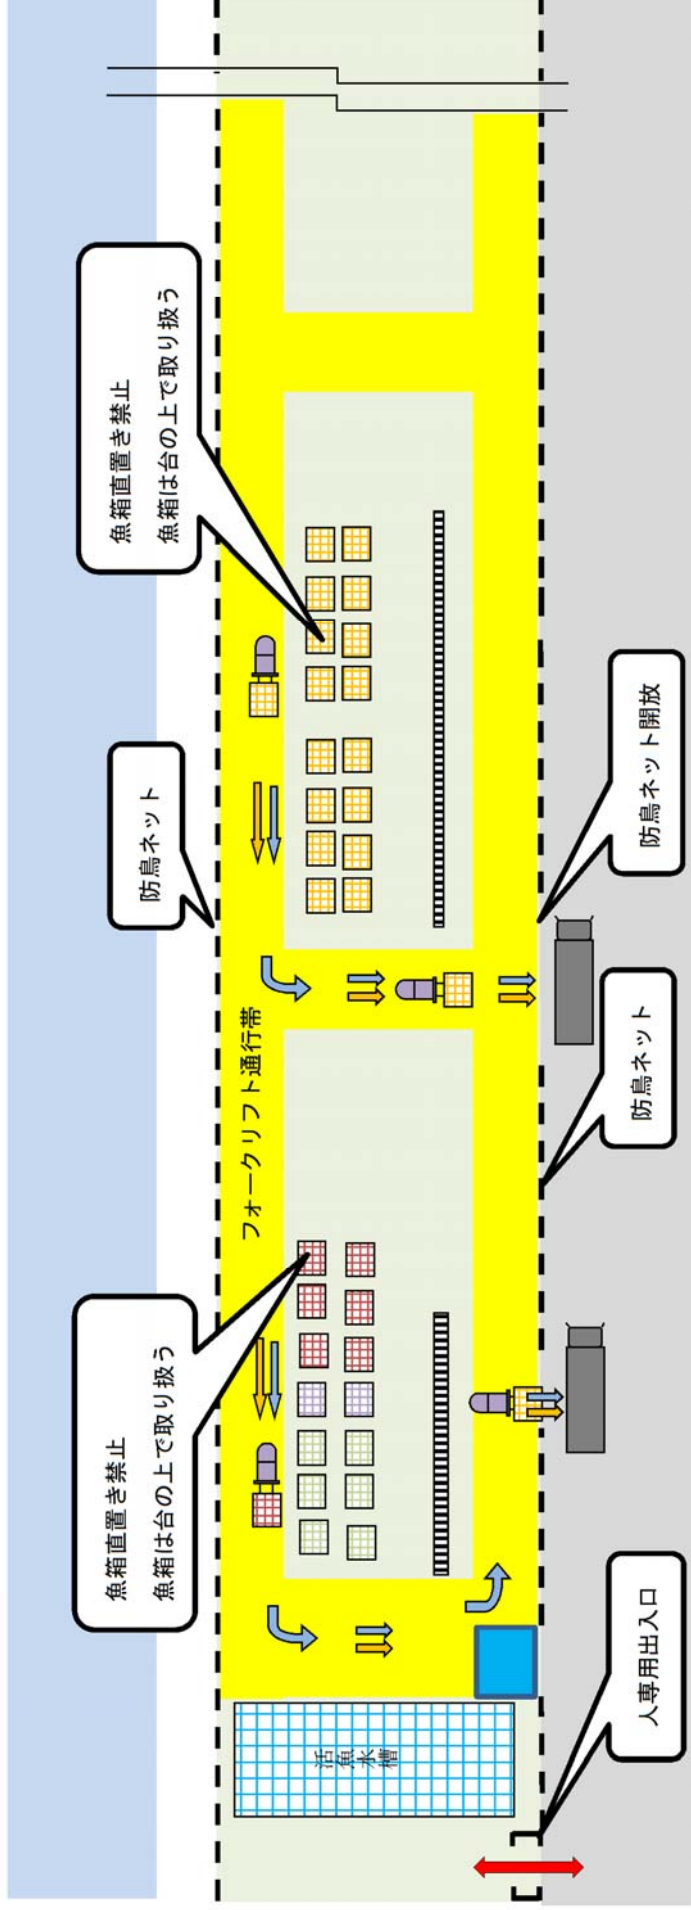 魚箱直置き禁止
魚箱は台の上で取り扱う
防鳥ネット
魚箱直置き禁止
魚箱は台の上で取り扱う
フォークリフト通行帯
活魚水槽
人専用出入口
防鳥ネット
防鳥ネット開放